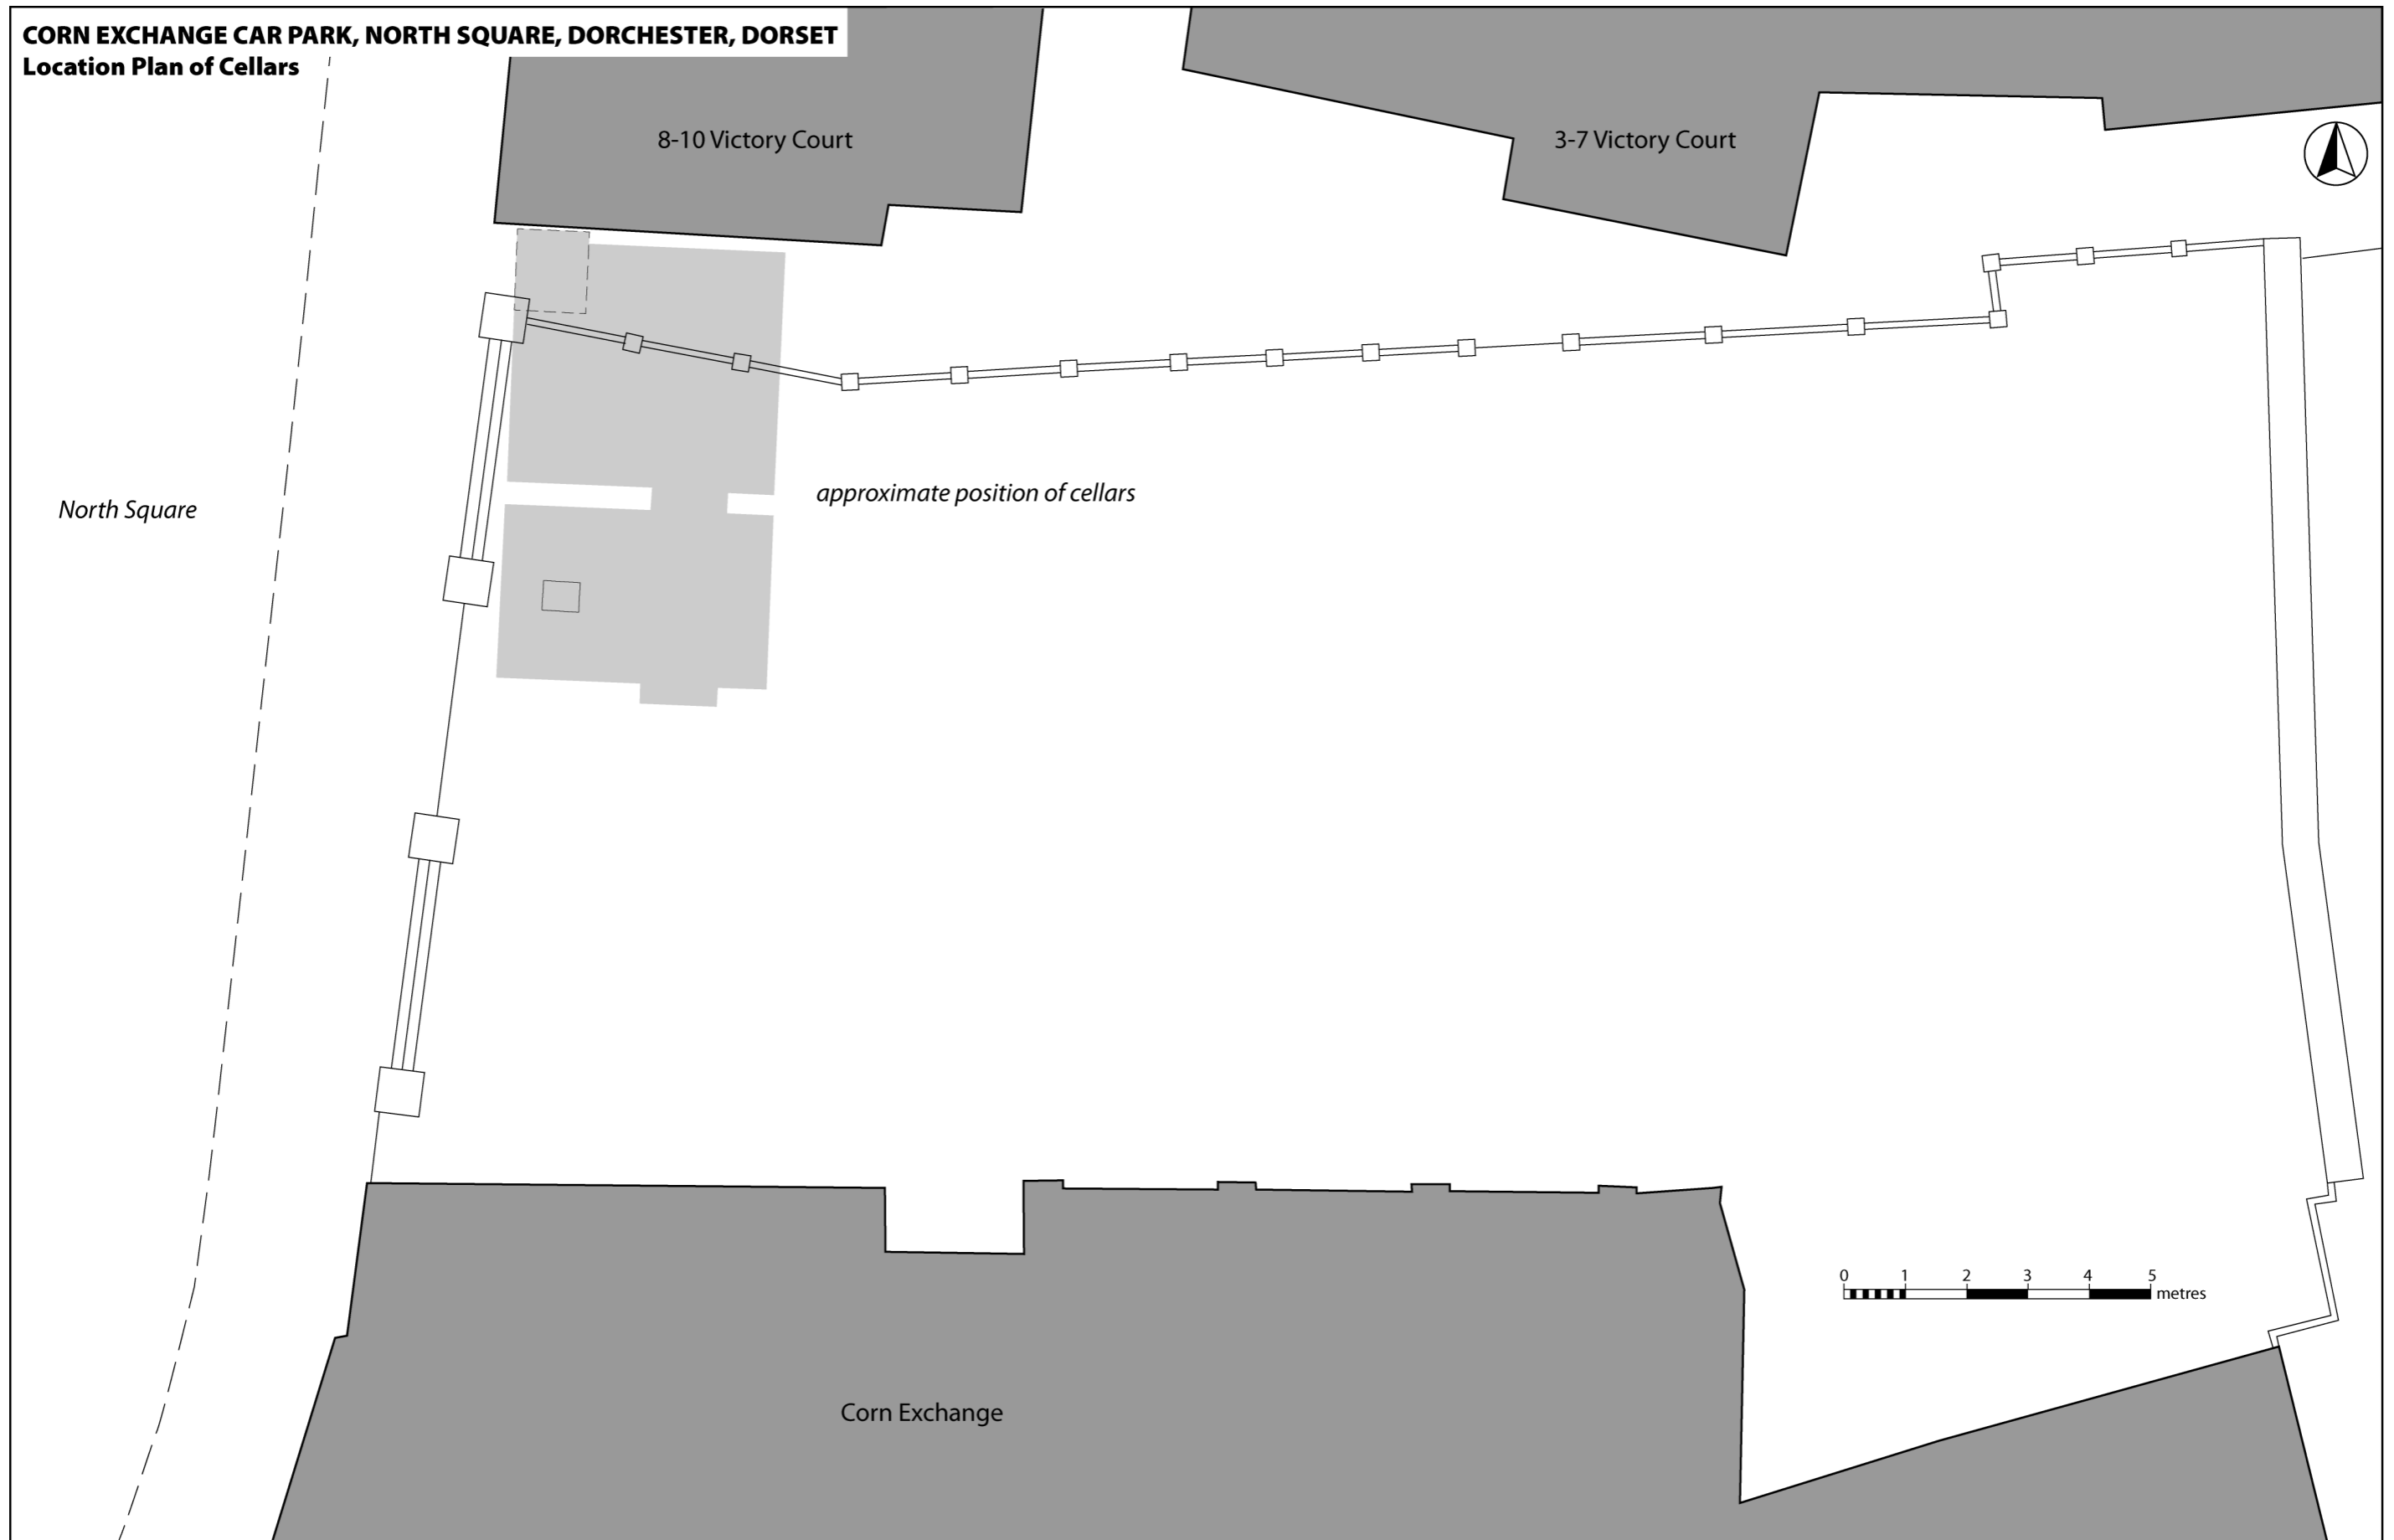 CORN EXCHANGE CAR PARK, NORTH SQUARE, DORCHESTER, DORSET
Location Plan of Cellars
8-10 Victory Court
3-7 Victory Court
approximate position of cellars
North Square
0 1 2 3 4 5
metres
Corn Exchange